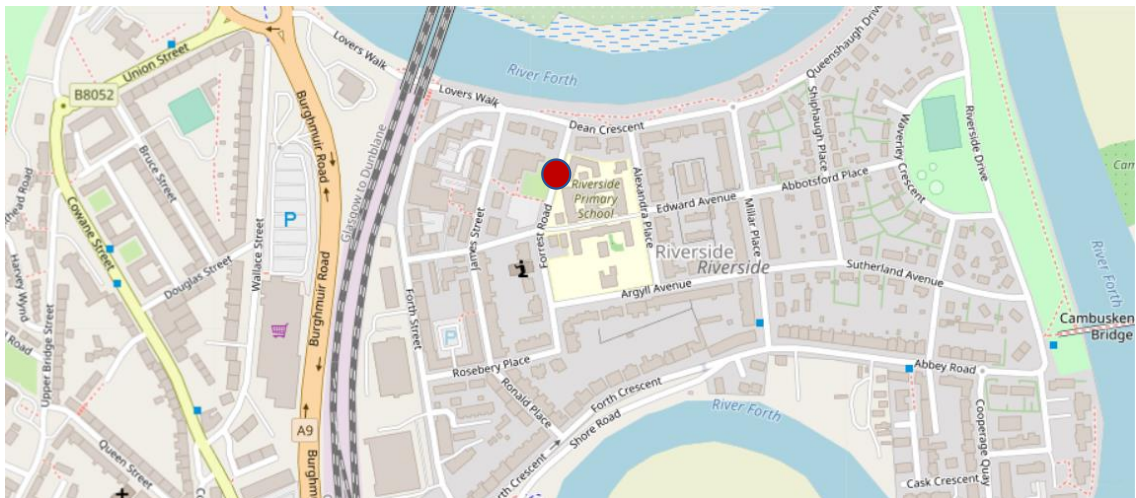 Union Street
B8052
Lovers Walk
River Forth
Queenshaugh Drive
Lovers Walk
Burghmuir Road
Dean Crescent
Shiphaugh Place
Bruce Street
Glasgow to Dunblane
Riverside
Primary
School
Alexandra Place
Waverley Crescent
Riverside Drive
Abbotsford Place
Edward Avenue
Cowane Street
P
Wallace Street
James Street
Forrest Road
Millar Place
Riverside
Riverside
Harvey Wynd
Douglas Street
Sutherland Avenue
River Forth
Argyll Avenue
Upper Bridge Street
Road
Burghmuir Road
Forth Street
P
Bridge
Rosebery Place
Abbey Road
Ronald Place
Forth Crescent
Shore Road
River Forth
A9
Queen Street
Cooperage Quay
Cask Crescent